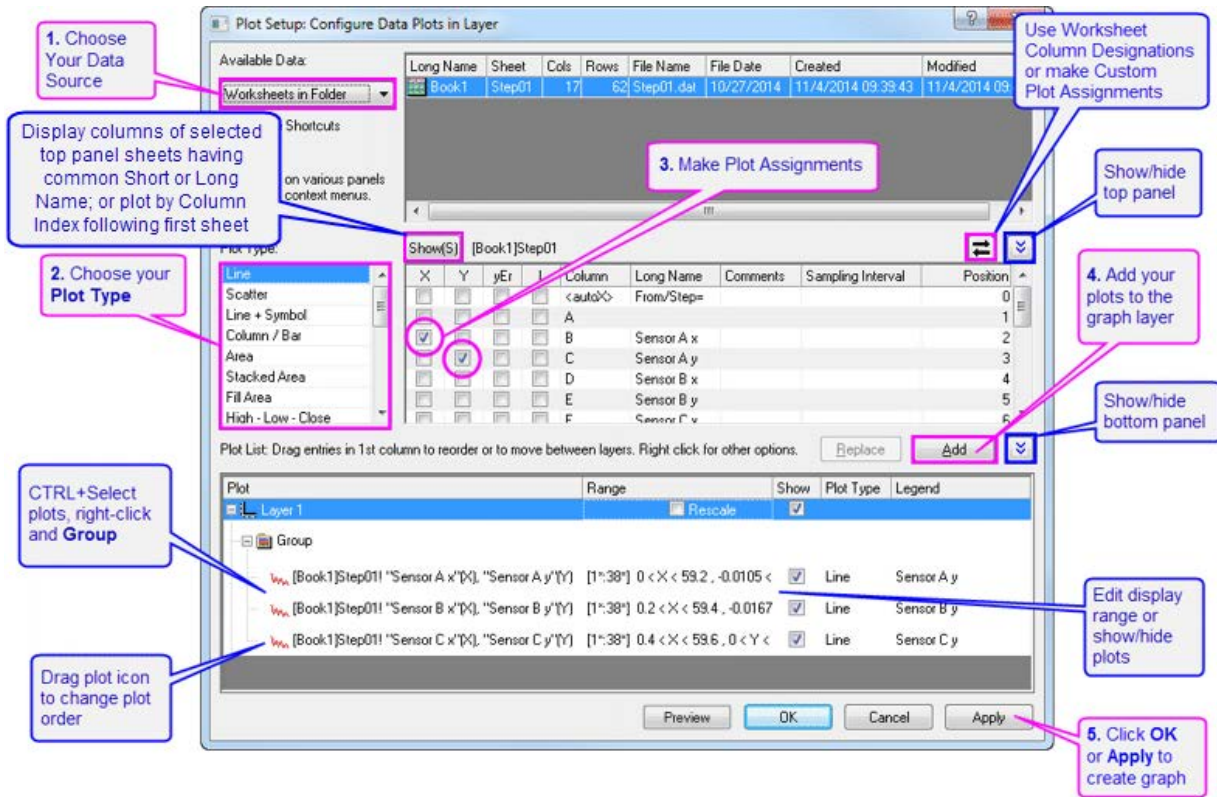 Plot Setup: Configure Data Plots in Layer
1. Choose
Your Data
Source
Use Worksheet
Column Designations
or make Custom
Plot Assignments
Available Data:
Worksheets in Folder
Long Name Sheet Cols Rows File Name File Date Created Modified
Book1 Step01 17 62 Step01.dat 10/27/2014 11/4/2014 09:39:43 11/4/2014 09:
Shortcuts
on various panels
context menus.
Display columns of selected
top panel sheets having
common Short or Long
Name; or plot by Column
Index following first sheet
3. Make Plot Assignments
Show/hide
top panel
Plot Type:
Show(S) [Book1]Step01
2. Choose your
Plot Type
Line
Scatter
Line + Symbol
Column / Bar
Area
Stacked Area
Fill Area
High - Low - Close
X Y yEr L Column Long Name Comments Sampling Interval Position
<autoX> From/Step= 0
A 1
B Sensor A x 2
C Sensor A y 3
D Sensor B x 4
E Sensor B y 5
F Sensor C x 6
4. Add your
plots to the
graph layer
Show/hide
bottom panel
Plot List: Drag entries in 1st column to reorder or to move between layers. Right click for other options.
Replace
Add
Plot Range Show Plot Type Legend
Layer 1 Rescale
Group
[Book1]Step01! "Sensor A x"(X), "Sensor A y"(Y) [1*:38*] 0 < X < 59.2 , -0.0105 < Line Sensor A y
[Book1]Step01! "Sensor B x"(X), "Sensor B y"(Y) [1*:38*] 0.2 < X < 59.4 , -0.0167 Line Sensor B y
[Book1]Step01! "Sensor C x"(X), "Sensor C y"(Y) [1*:38*] 0.4 < X < 59.6 , 0 < Y < Line Sensor C y
CTRL+Select
plots, right-click
and Group
Drag plot icon
to change plot
order
Edit display
range or
show/hide
plots
Preview
OK
Cancel
Apply
5. Click OK
or Apply to
create graph